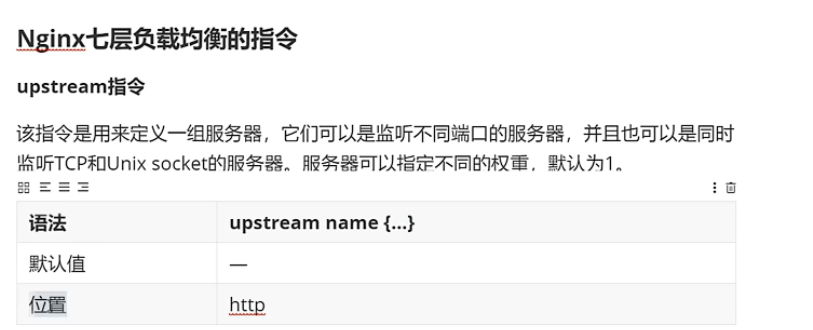 Nginx七层负载均衡的指令
upstream指令
该指令是用来定义一组服务器，它们可以是监听不同端口的服务器，并且也可以是同时
监听TCP和Unix socket的服务器。服务器可以指定不同的权重，默认为1。
语法 upstream name {...}
默认值 —
位置 http